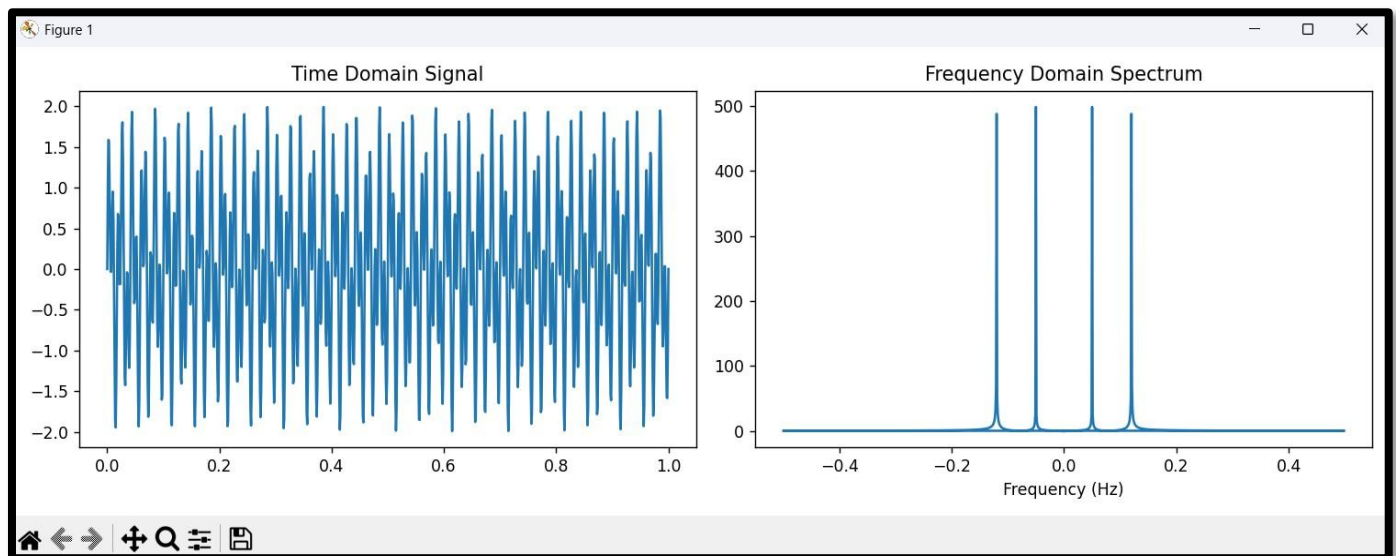 Figure 1
Time Domain Signal
2.0
1.5
1.0
0.5
0.0
−0.5
−1.0
−1.5
−2.0
0.0 0.2 0.4 0.6 0.8 1.0
Frequency Domain Spectrum
500
400
300
200
100
0
−0.4 −0.2 0.0 0.2 0.4
Frequency (Hz)